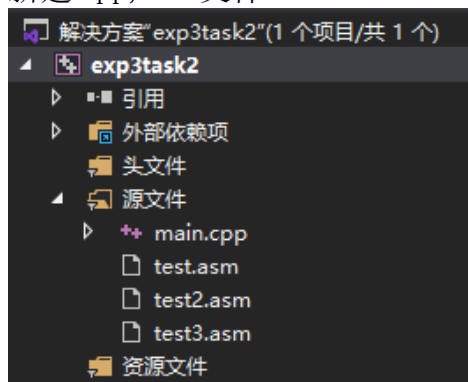 解决方案"exp3task2"(1 个项目/共 1 个)
exp3task2
引用
外部依赖项
头文件
源文件
main.cpp
test.asm
test2.asm
test3.asm
资源文件